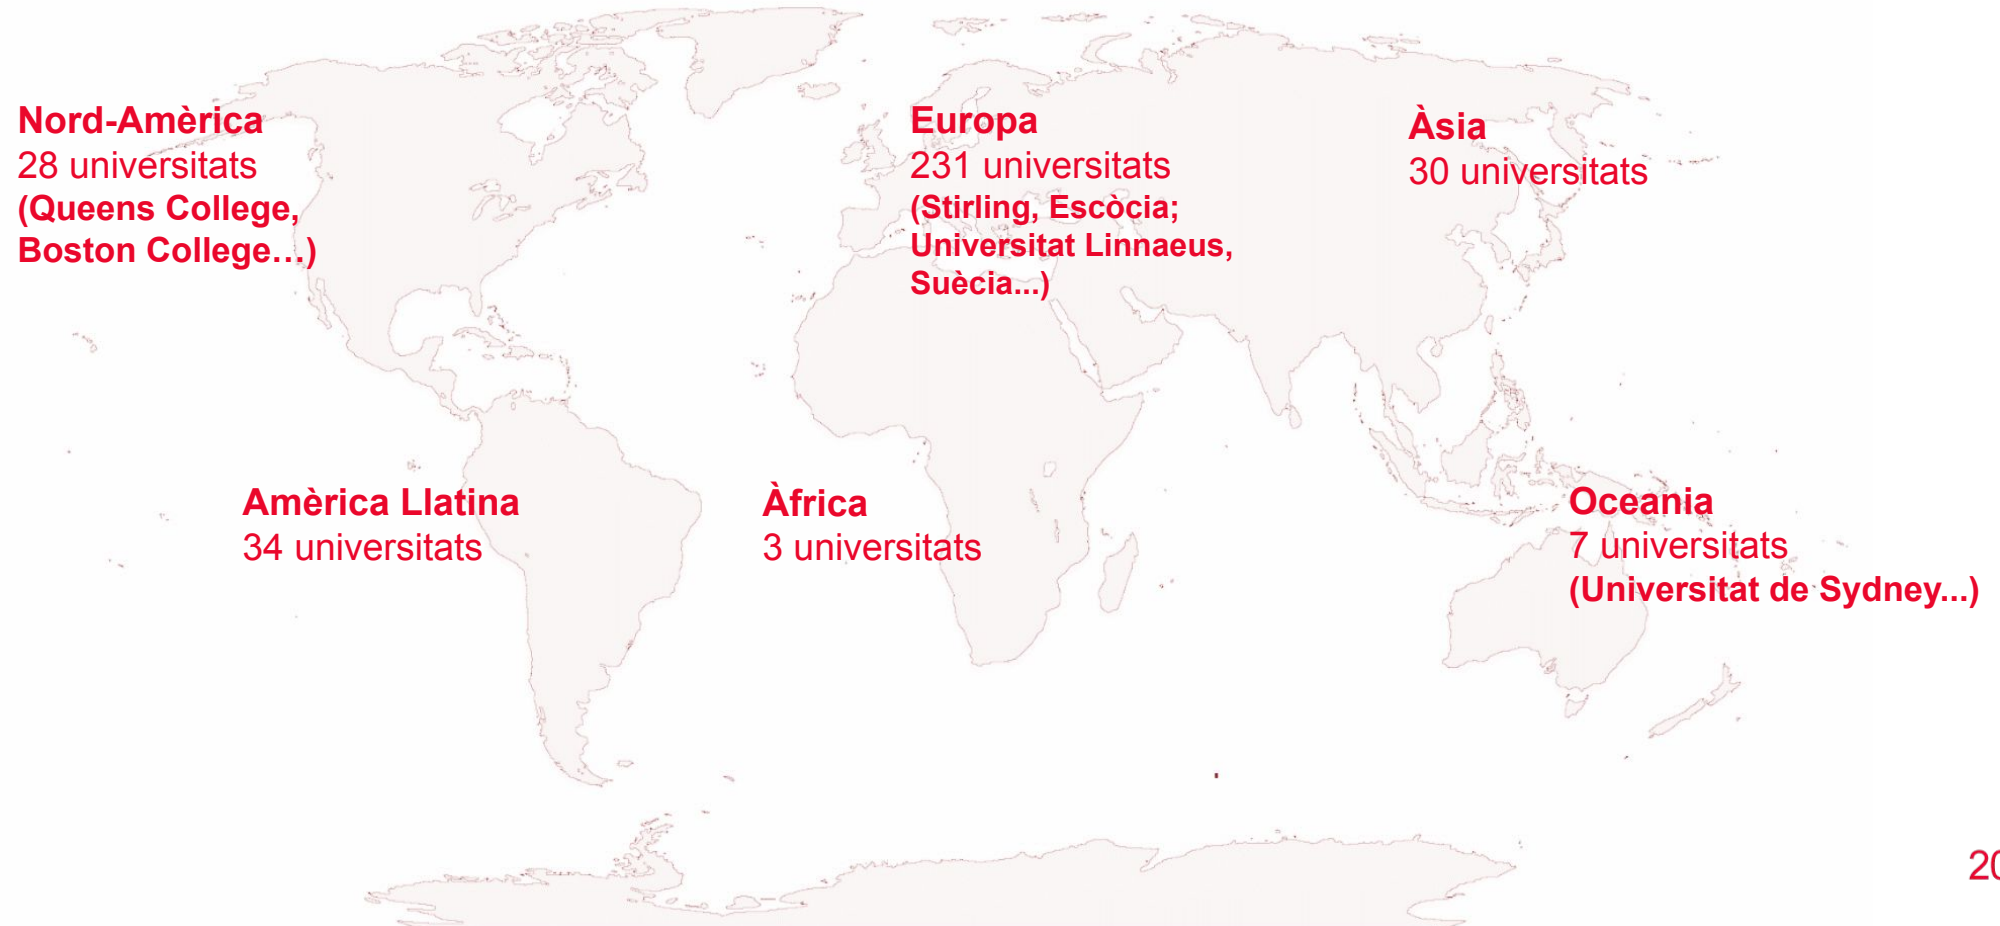 Nord-Amèrica
28 universitats
(Queens College,
Boston College...)
Europa
231 universitats
(Stirling, Escòcia;
Universitat Linnaeus,
Suècia...)
Àsia
30 universitats
Amèrica Llatina
34 universitats
Àfrica
3 universitats
Oceania
7 universitats
(Universitat de Sydney...)
20